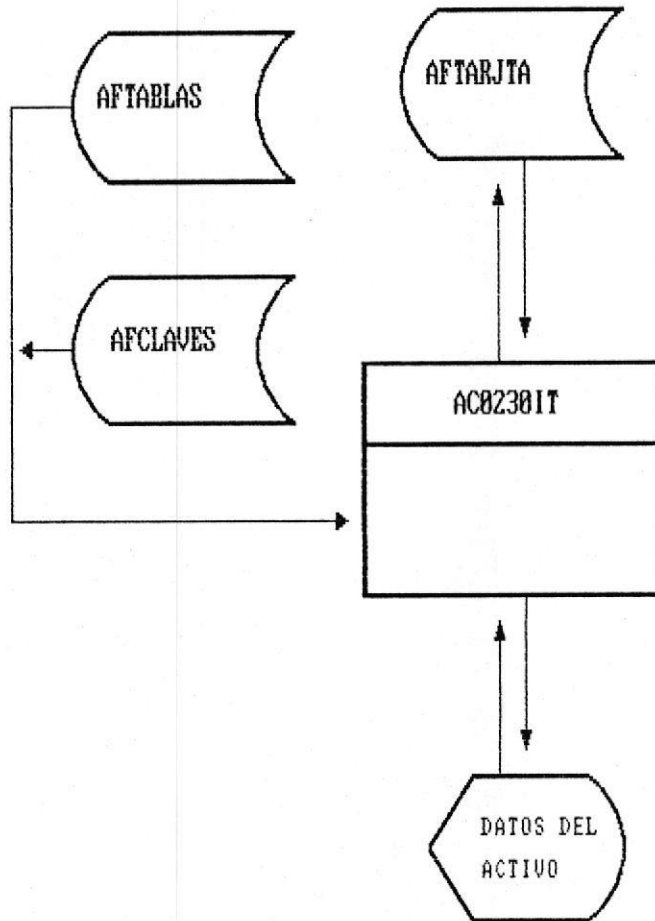 AFTABLAS
AFTARJTA
AFCLAVES
AC0230IT
DATOS DEL
ACTIVO